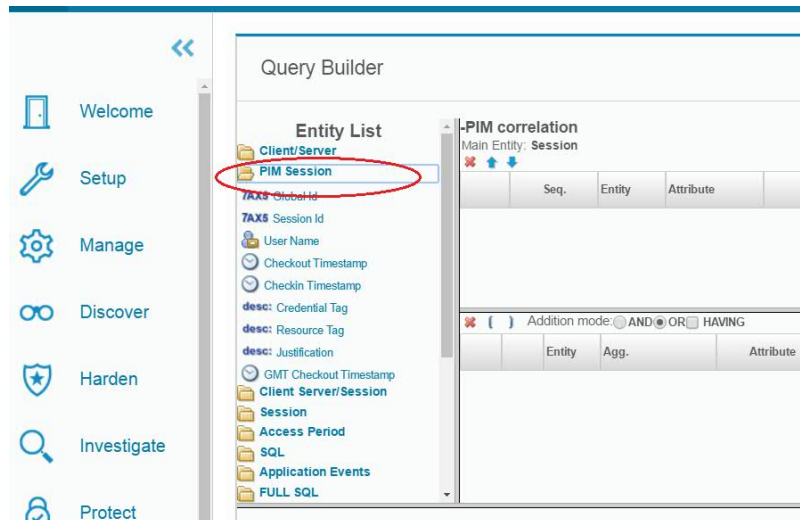 Welcome
Setup
Manage
Discover
Harden
Investigate
Protect
Query Builder
Entity List
Client/Server
PIM Session
7AX5 Global Id
7AX5 Session Id
User Name
Checkout Timestamp
Checkin Timestamp
desc: Credential Tag
desc: Resource Tag
desc: Justification
GMT Checkout Timestamp
Client Server/Session
Session
Access Period
SQL
Application Events
FULL SQL
-PIM correlation
Main Entity: Session
Seq. Entity Attribute
( ) Addition mode: AND OR HAVING
Entity Agg. Attribute